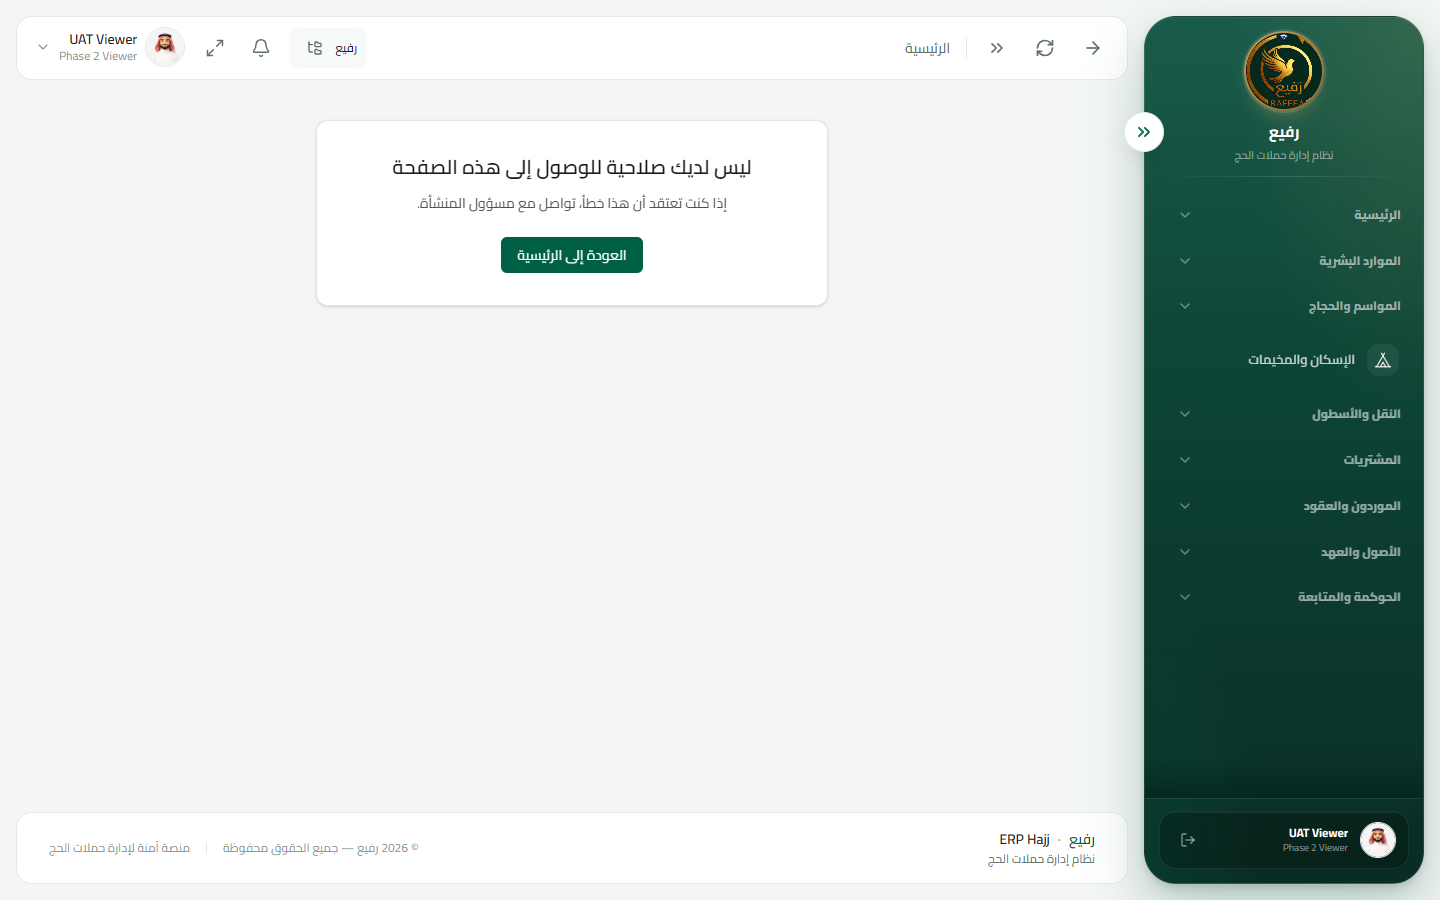 رفيع
RAFEEA
رفيع
نظام إدارة حملات الحج
الرئيسية
الموارد البشرية
المواسم والحجاج
الإسكان والمخيمات
النقل والأسطول
المشتريات
الموردون والعقود
الأصول والعهد
الحوكمة والمتابعة
UAT Viewer
Phase 2 Viewer
الرئيسية
رفيع
UAT Viewer
Phase 2 Viewer
ليس لديك صلاحية للوصول إلى هذه الصفحة
إذا كنت تعتقد أن هذا خطأ، تواصل مع مسؤول المنشأة.
العودة إلى الرئيسية
رفيع · ERP Hajj
نظام إدارة حملات الحج
© 2026 رفيع — جميع الحقوق محفوظة
منصة آمنة لإدارة حملات الحج